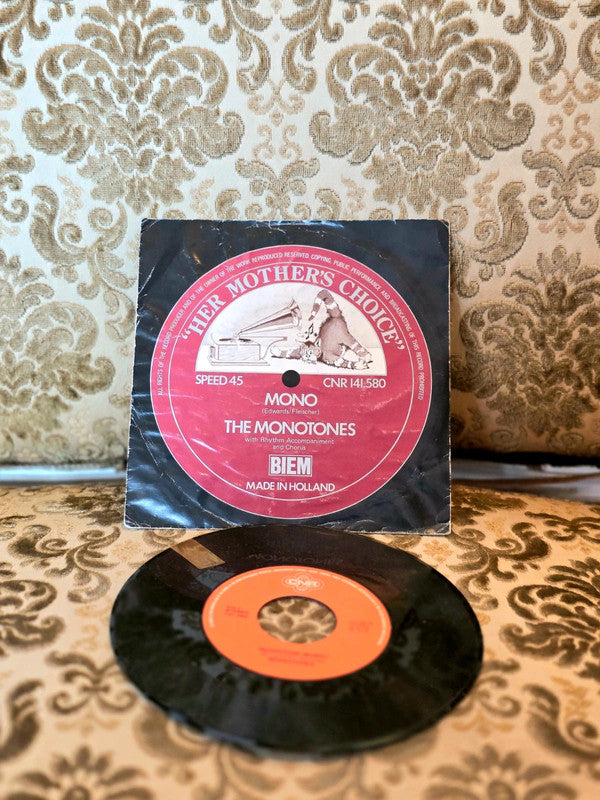 ALL RIGHTS OF THE RECORD PRODUCER AND OF THE OWNER OF THE WORK REPRODUCED RESERVED. COPYING, PUBLIC PERFORMANCE AND BROADCASTING OF THIS RECORD PROHIBITED
"HER MOTHER'S CHOICE"
SPEED 45
CNR 141.580
MONO
(Edwards/Fleischer)
THE MONOTONES
with Rhythm Accompaniment
and Chorus
BIEM
MADE IN HOLLAND
CNR